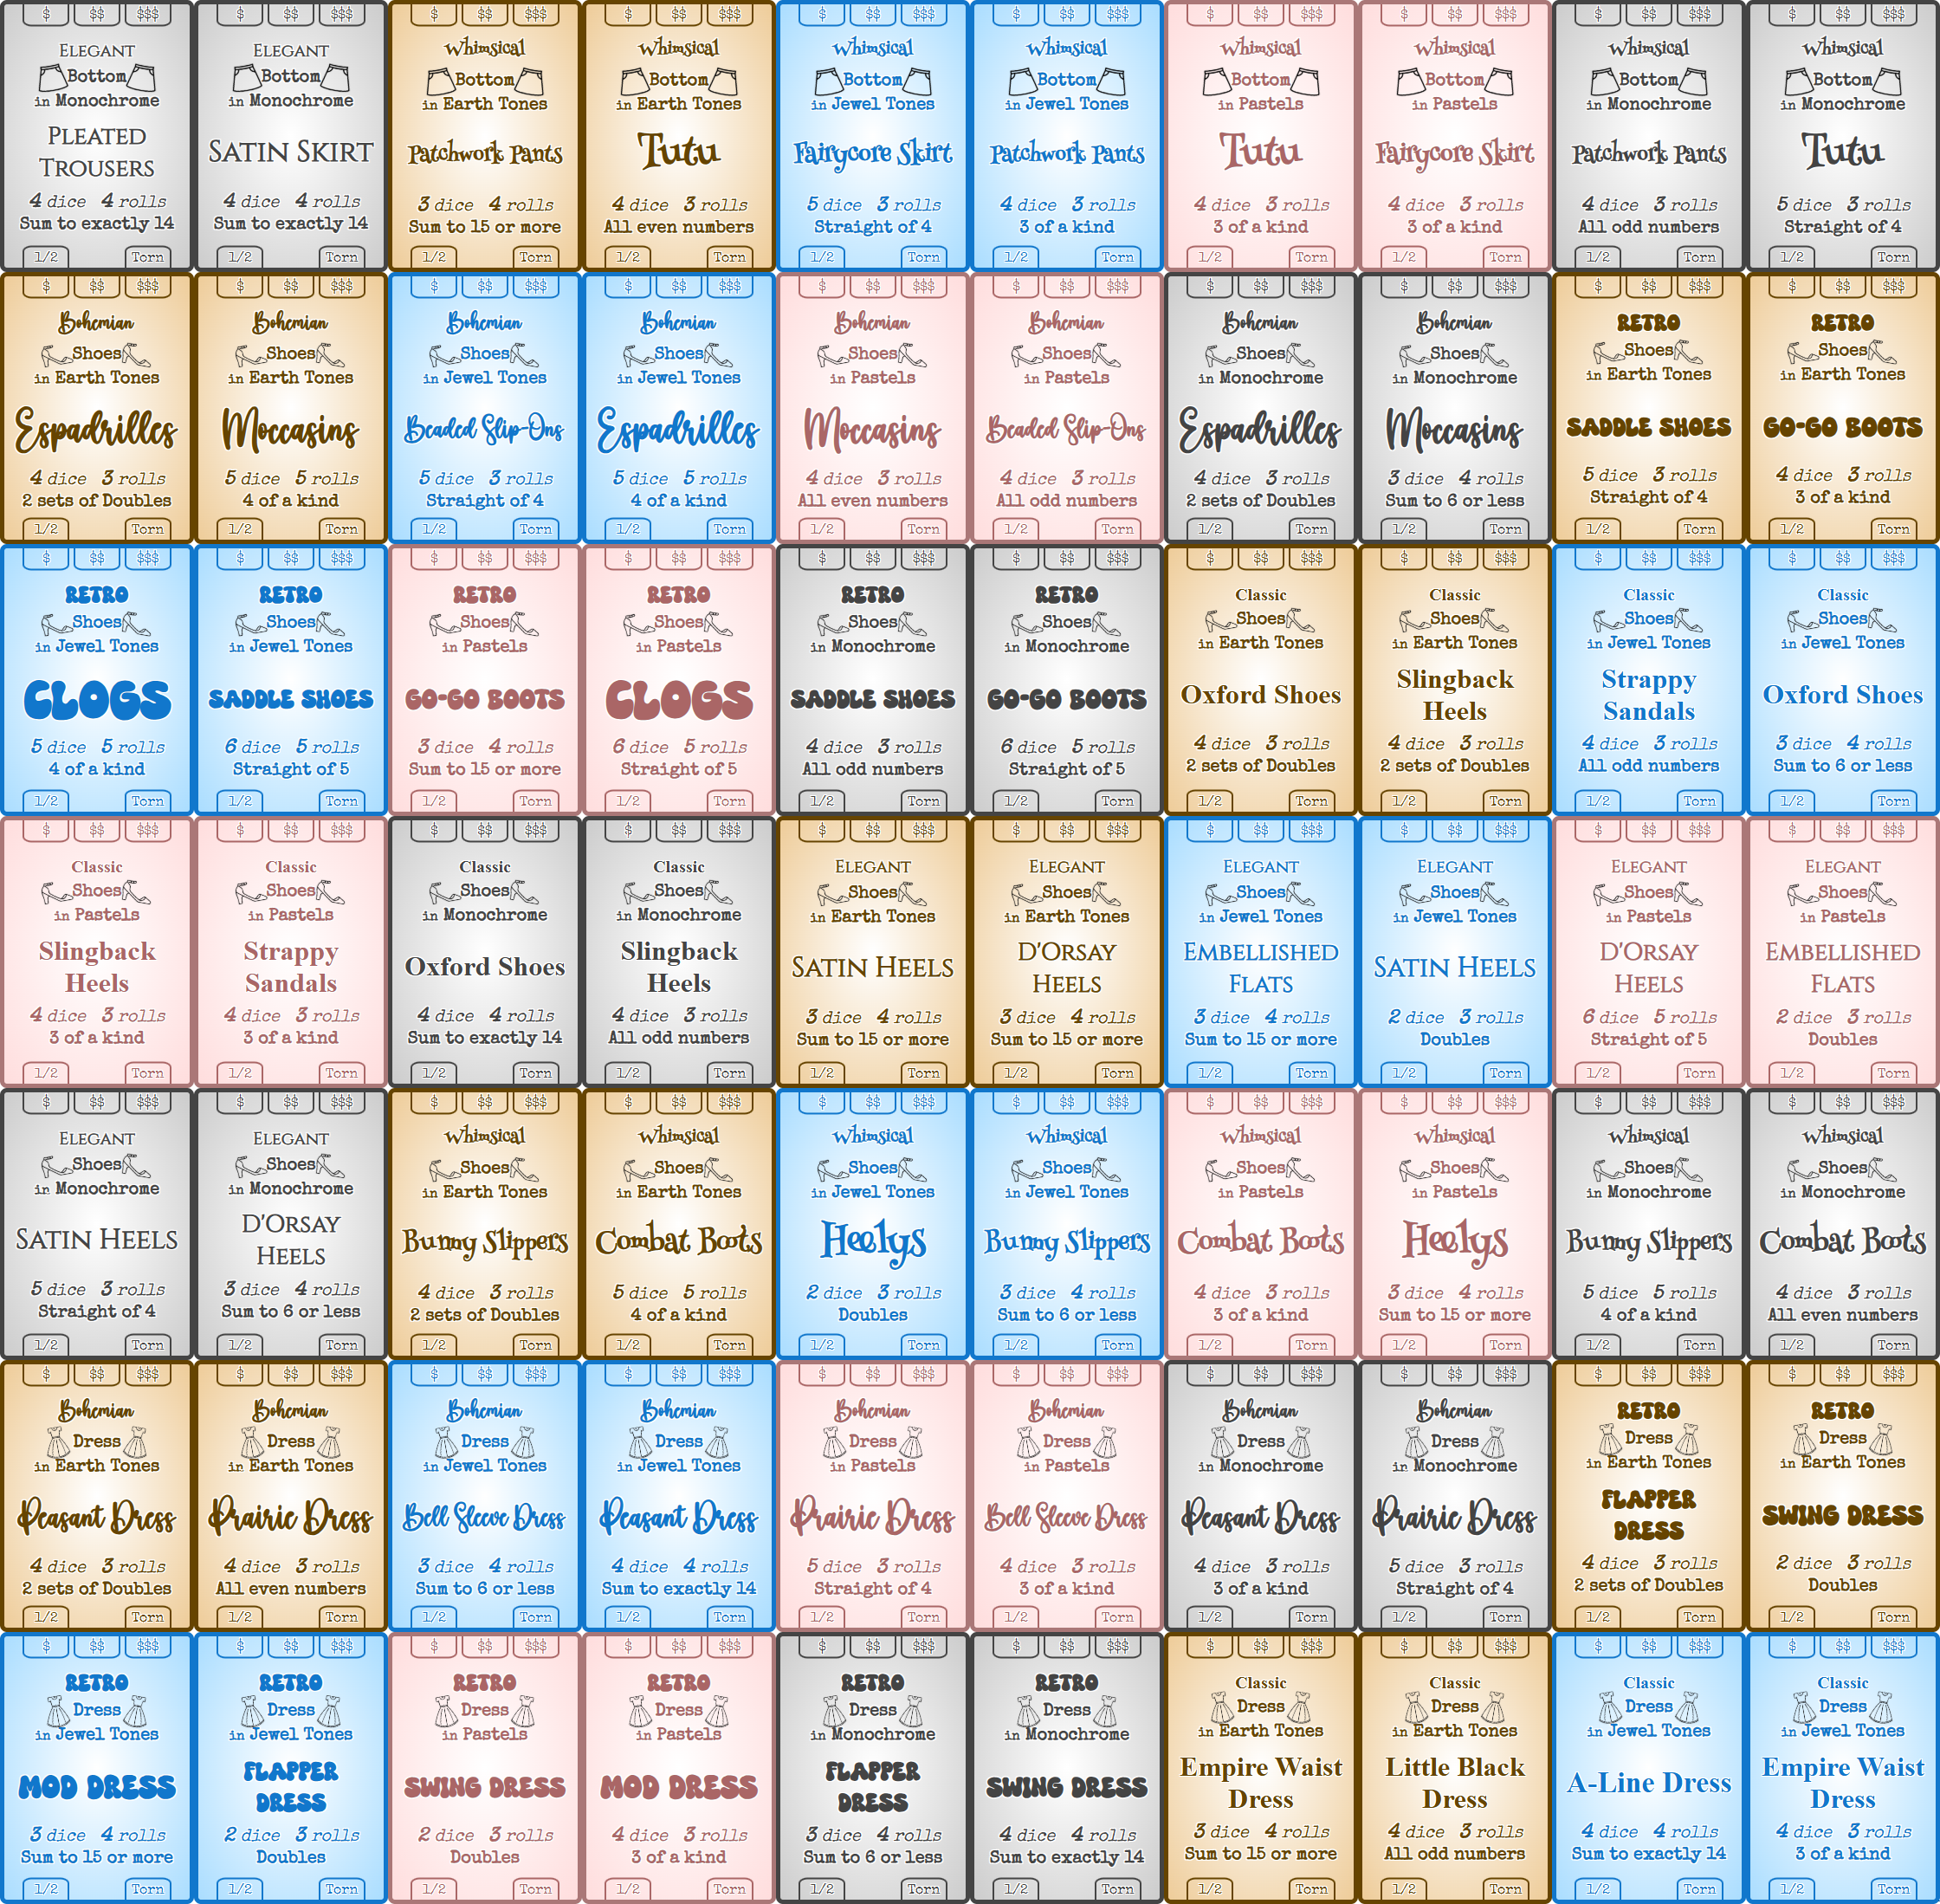 $ $$ $$$
Elegant
Bottom
in Monochrome
Pleated
Trousers
4 dice 4 rolls
Sum to exactly 14
1/2 Torn
$ $$ $$$
Elegant
Bottom
in Monochrome
Satin Skirt
4 dice 4 rolls
Sum to exactly 14
1/2 Torn
$ $$ $$$
Whimsical
Bottom
in Earth Tones
Patchwork Pants
3 dice 4 rolls
Sum to 15 or more
1/2 Torn
$ $$ $$$
Whimsical
Bottom
in Earth Tones
Tutu
4 dice 3 rolls
All even numbers
1/2 Torn
$ $$ $$$
Whimsical
Bottom
in Jewel Tones
Fairycore Skirt
5 dice 3 rolls
Straight of 4
1/2 Torn
$ $$ $$$
Whimsical
Bottom
in Jewel Tones
Patchwork Pants
4 dice 3 rolls
3 of a kind
1/2 Torn
$ $$ $$$
Whimsical
Bottom
in Pastels
Tutu
4 dice 3 rolls
3 of a kind
1/2 Torn
$ $$ $$$
Whimsical
Bottom
in Pastels
Fairycore Skirt
4 dice 3 rolls
3 of a kind
1/2 Torn
$ $$ $$$
Whimsical
Bottom
in Monochrome
Patchwork Pants
4 dice 3 rolls
All odd numbers
1/2 Torn
$ $$ $$$
Whimsical
Bottom
in Monochrome
Tutu
5 dice 3 rolls
Straight of 4
1/2 Torn
$ $$ $$$
Bohemian
Shoes
in Earth Tones
Espadrilles
4 dice 3 rolls
2 sets of Doubles
1/2 Torn
$ $$ $$$
Bohemian
Shoes
in Earth Tones
Moccasins
5 dice 5 rolls
4 of a kind
1/2 Torn
$ $$ $$$
Bohemian
Shoes
in Jewel Tones
Beaded Slip-Ons
5 dice 3 rolls
Straight of 4
1/2 Torn
$ $$ $$$
Bohemian
Shoes
in Jewel Tones
Espadrilles
5 dice 5 rolls
4 of a kind
1/2 Torn
$ $$ $$$
Bohemian
Shoes
in Pastels
Moccasins
4 dice 3 rolls
All even numbers
1/2 Torn
$ $$ $$$
Bohemian
Shoes
in Pastels
Beaded Slip-Ons
4 dice 3 rolls
All odd numbers
1/2 Torn
$ $$ $$$
Bohemian
Shoes
in Monochrome
Espadrilles
4 dice 3 rolls
2 sets of Doubles
1/2 Torn
$ $$ $$$
Bohemian
Shoes
in Monochrome
Moccasins
3 dice 4 rolls
Sum to 6 or less
1/2 Torn
$ $$ $$$
RETRO
Shoes
in Earth Tones
SADDLE SHOES
5 dice 3 rolls
Straight of 4
1/2 Torn
$ $$ $$$
RETRO
Shoes
in Earth Tones
GO-GO BOOTS
4 dice 3 rolls
3 of a kind
1/2 Torn
$ $$ $$$
RETRO
Shoes
in Jewel Tones
CLOGS
5 dice 5 rolls
4 of a kind
1/2 Torn
$ $$ $$$
RETRO
Shoes
in Jewel Tones
SADDLE SHOES
6 dice 5 rolls
Straight of 5
1/2 Torn
$ $$ $$$
RETRO
Shoes
in Pastels
GO-GO BOOTS
3 dice 4 rolls
Sum to 15 or more
1/2 Torn
$ $$ $$$
RETRO
Shoes
in Pastels
CLOGS
6 dice 5 rolls
Straight of 5
1/2 Torn
$ $$ $$$
RETRO
Shoes
in Monochrome
SADDLE SHOES
4 dice 3 rolls
All odd numbers
1/2 Torn
$ $$ $$$
RETRO
Shoes
in Monochrome
GO-GO BOOTS
6 dice 5 rolls
Straight of 5
1/2 Torn
$ $$ $$$
Classic
Shoes
in Earth Tones
Oxford Shoes
4 dice 3 rolls
2 sets of Doubles
1/2 Torn
$ $$ $$$
Classic
Shoes
in Earth Tones
Slingback
Heels
4 dice 3 rolls
2 sets of Doubles
1/2 Torn
$ $$ $$$
Classic
Shoes
in Jewel Tones
Strappy
Sandals
4 dice 3 rolls
All odd numbers
1/2 Torn
$ $$ $$$
Classic
Shoes
in Jewel Tones
Oxford Shoes
3 dice 4 rolls
Sum to 6 or less
1/2 Torn
$ $$ $$$
Classic
Shoes
in Pastels
Slingback
Heels
4 dice 3 rolls
3 of a kind
1/2 Torn
$ $$ $$$
Classic
Shoes
in Pastels
Strappy
Sandals
4 dice 3 rolls
3 of a kind
1/2 Torn
$ $$ $$$
Classic
Shoes
in Monochrome
Oxford Shoes
4 dice 4 rolls
Sum to exactly 14
1/2 Torn
$ $$ $$$
Classic
Shoes
in Monochrome
Slingback
Heels
4 dice 3 rolls
All odd numbers
1/2 Torn
$ $$ $$$
Elegant
Shoes
in Earth Tones
Satin Heels
3 dice 4 rolls
Sum to 15 or more
1/2 Torn
$ $$ $$$
Elegant
Shoes
in Earth Tones
D'Orsay
Heels
3 dice 4 rolls
Sum to 15 or more
1/2 Torn
$ $$ $$$
Elegant
Shoes
in Jewel Tones
Embellished
Flats
3 dice 4 rolls
Sum to 15 or more
1/2 Torn
$ $$ $$$
Elegant
Shoes
in Jewel Tones
Satin Heels
2 dice 3 rolls
Doubles
1/2 Torn
$ $$ $$$
Elegant
Shoes
in Pastels
D'Orsay
Heels
6 dice 5 rolls
Straight of 5
1/2 Torn
$ $$ $$$
Elegant
Shoes
in Pastels
Embellished
Flats
2 dice 3 rolls
Doubles
1/2 Torn
$ $$ $$$
Elegant
Shoes
in Monochrome
Satin Heels
5 dice 3 rolls
Straight of 4
1/2 Torn
$ $$ $$$
Elegant
Shoes
in Monochrome
D'Orsay
Heels
3 dice 4 rolls
Sum to 6 or less
1/2 Torn
$ $$ $$$
Whimsical
Shoes
in Earth Tones
Bunny Slippers
4 dice 3 rolls
2 sets of Doubles
1/2 Torn
$ $$ $$$
Whimsical
Shoes
in Earth Tones
Combat Boots
5 dice 5 rolls
4 of a kind
1/2 Torn
$ $$ $$$
Whimsical
Shoes
in Jewel Tones
Heelys
2 dice 3 rolls
Doubles
1/2 Torn
$ $$ $$$
Whimsical
Shoes
in Jewel Tones
Bunny Slippers
3 dice 4 rolls
Sum to 6 or less
1/2 Torn
$ $$ $$$
Whimsical
Shoes
in Pastels
Combat Boots
4 dice 3 rolls
3 of a kind
1/2 Torn
$ $$ $$$
Whimsical
Shoes
in Pastels
Heelys
3 dice 4 rolls
Sum to 15 or more
1/2 Torn
$ $$ $$$
Whimsical
Shoes
in Monochrome
Bunny Slippers
5 dice 5 rolls
4 of a kind
1/2 Torn
$ $$ $$$
Whimsical
Shoes
in Monochrome
Combat Boots
4 dice 3 rolls
All even numbers
1/2 Torn
$ $$ $$$
Bohemian
Dress
in Earth Tones
Peasant Dress
4 dice 3 rolls
2 sets of Doubles
1/2 Torn
$ $$ $$$
Bohemian
Dress
in Earth Tones
Prairie Dress
4 dice 3 rolls
All even numbers
1/2 Torn
$ $$ $$$
Bohemian
Dress
in Jewel Tones
Bell Sleeve Dress
3 dice 4 rolls
Sum to 6 or less
1/2 Torn
$ $$ $$$
Bohemian
Dress
in Jewel Tones
Peasant Dress
4 dice 4 rolls
Sum to exactly 14
1/2 Torn
$ $$ $$$
Bohemian
Dress
in Pastels
Prairie Dress
5 dice 3 rolls
Straight of 4
1/2 Torn
$ $$ $$$
Bohemian
Dress
in Pastels
Bell Sleeve Dress
4 dice 3 rolls
3 of a kind
1/2 Torn
$ $$ $$$
Bohemian
Dress
in Monochrome
Peasant Dress
4 dice 3 rolls
3 of a kind
1/2 Torn
$ $$ $$$
Bohemian
Dress
in Monochrome
Prairie Dress
5 dice 3 rolls
Straight of 4
1/2 Torn
$ $$ $$$
RETRO
Dress
in Earth Tones
FLAPPER
DRESS
4 dice 3 rolls
2 sets of Doubles
1/2 Torn
$ $$ $$$
RETRO
Dress
in Earth Tones
SWING DRESS
2 dice 3 rolls
Doubles
1/2 Torn
$ $$ $$$
RETRO
Dress
in Jewel Tones
MOD DRESS
3 dice 4 rolls
Sum to 15 or more
1/2 Torn
$ $$ $$$
RETRO
Dress
in Jewel Tones
FLAPPER
DRESS
2 dice 3 rolls
Doubles
1/2 Torn
$ $$ $$$
RETRO
Dress
in Pastels
SWING DRESS
2 dice 3 rolls
Doubles
1/2 Torn
$ $$ $$$
RETRO
Dress
in Pastels
MOD DRESS
4 dice 3 rolls
3 of a kind
1/2 Torn
$ $$ $$$
RETRO
Dress
in Monochrome
FLAPPER
DRESS
3 dice 4 rolls
Sum to 6 or less
1/2 Torn
$ $$ $$$
RETRO
Dress
in Monochrome
SWING DRESS
4 dice 4 rolls
Sum to exactly 14
1/2 Torn
$ $$ $$$
Classic
Dress
in Earth Tones
Empire Waist
Dress
3 dice 4 rolls
Sum to 15 or more
1/2 Torn
$ $$ $$$
Classic
Dress
in Earth Tones
Little Black
Dress
4 dice 3 rolls
All odd numbers
1/2 Torn
$ $$ $$$
Classic
Dress
in Jewel Tones
A-Line Dress
4 dice 4 rolls
Sum to exactly 14
1/2 Torn
$ $$ $$$
Classic
Dress
in Jewel Tones
Empire Waist
Dress
4 dice 3 rolls
3 of a kind
1/2 Torn